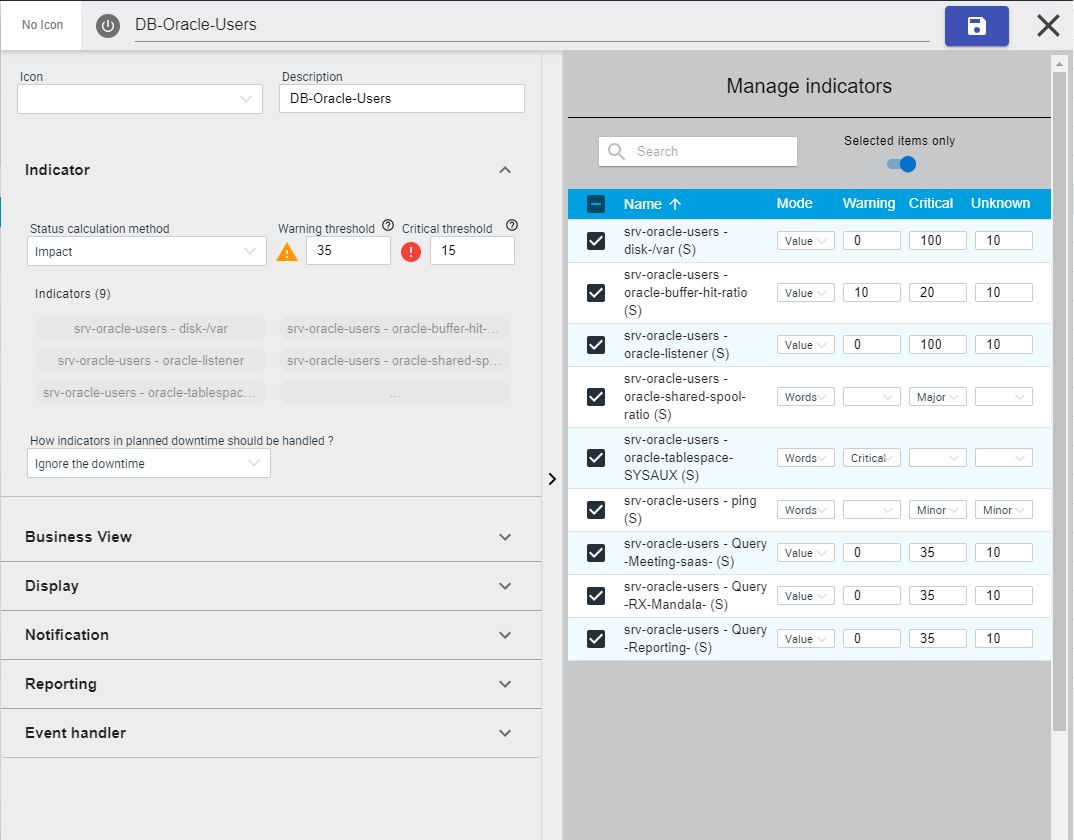 No Icon
DB-Oracle-Users
Icon
Description
DB-Oracle-Users
Indicator
Status calculation method
Warning threshold
Critical threshold
Impact
35
15
Indicators (9)
srv-oracle-users - disk-/var
srv-oracle-users - oracle-buffer-hit-...
srv-oracle-users - oracle-listener
srv-oracle-users - oracle-shared-sp...
srv-oracle-users - oracle-tablespac...
...
How indicators in planned downtime should be handled ?
Ignore the downtime
Business View
Display
Notification
Reporting
Event handler
Manage indicators
Search
Selected items only
Name Mode Warning Critical Unknown
srv-oracle-users -
disk-/var (S)
Value 0 100 10
srv-oracle-users -
oracle-buffer-hit-ratio
(S)
Value 10 20 10
srv-oracle-users -
oracle-listener (S)
Value 0 100 10
srv-oracle-users -
oracle-shared-spool-
ratio (S)
Words Major
srv-oracle-users -
oracle-tablespace-
SYSAUX (S)
Words Critical
srv-oracle-users - ping
(S)
Words Minor Minor
srv-oracle-users - Query
-Meeting-saas- (S)
Value 0 35 10
srv-oracle-users - Query
-RX-Mandala- (S)
Value 0 35 10
srv-oracle-users - Query
-Reporting- (S)
Value 0 35 10